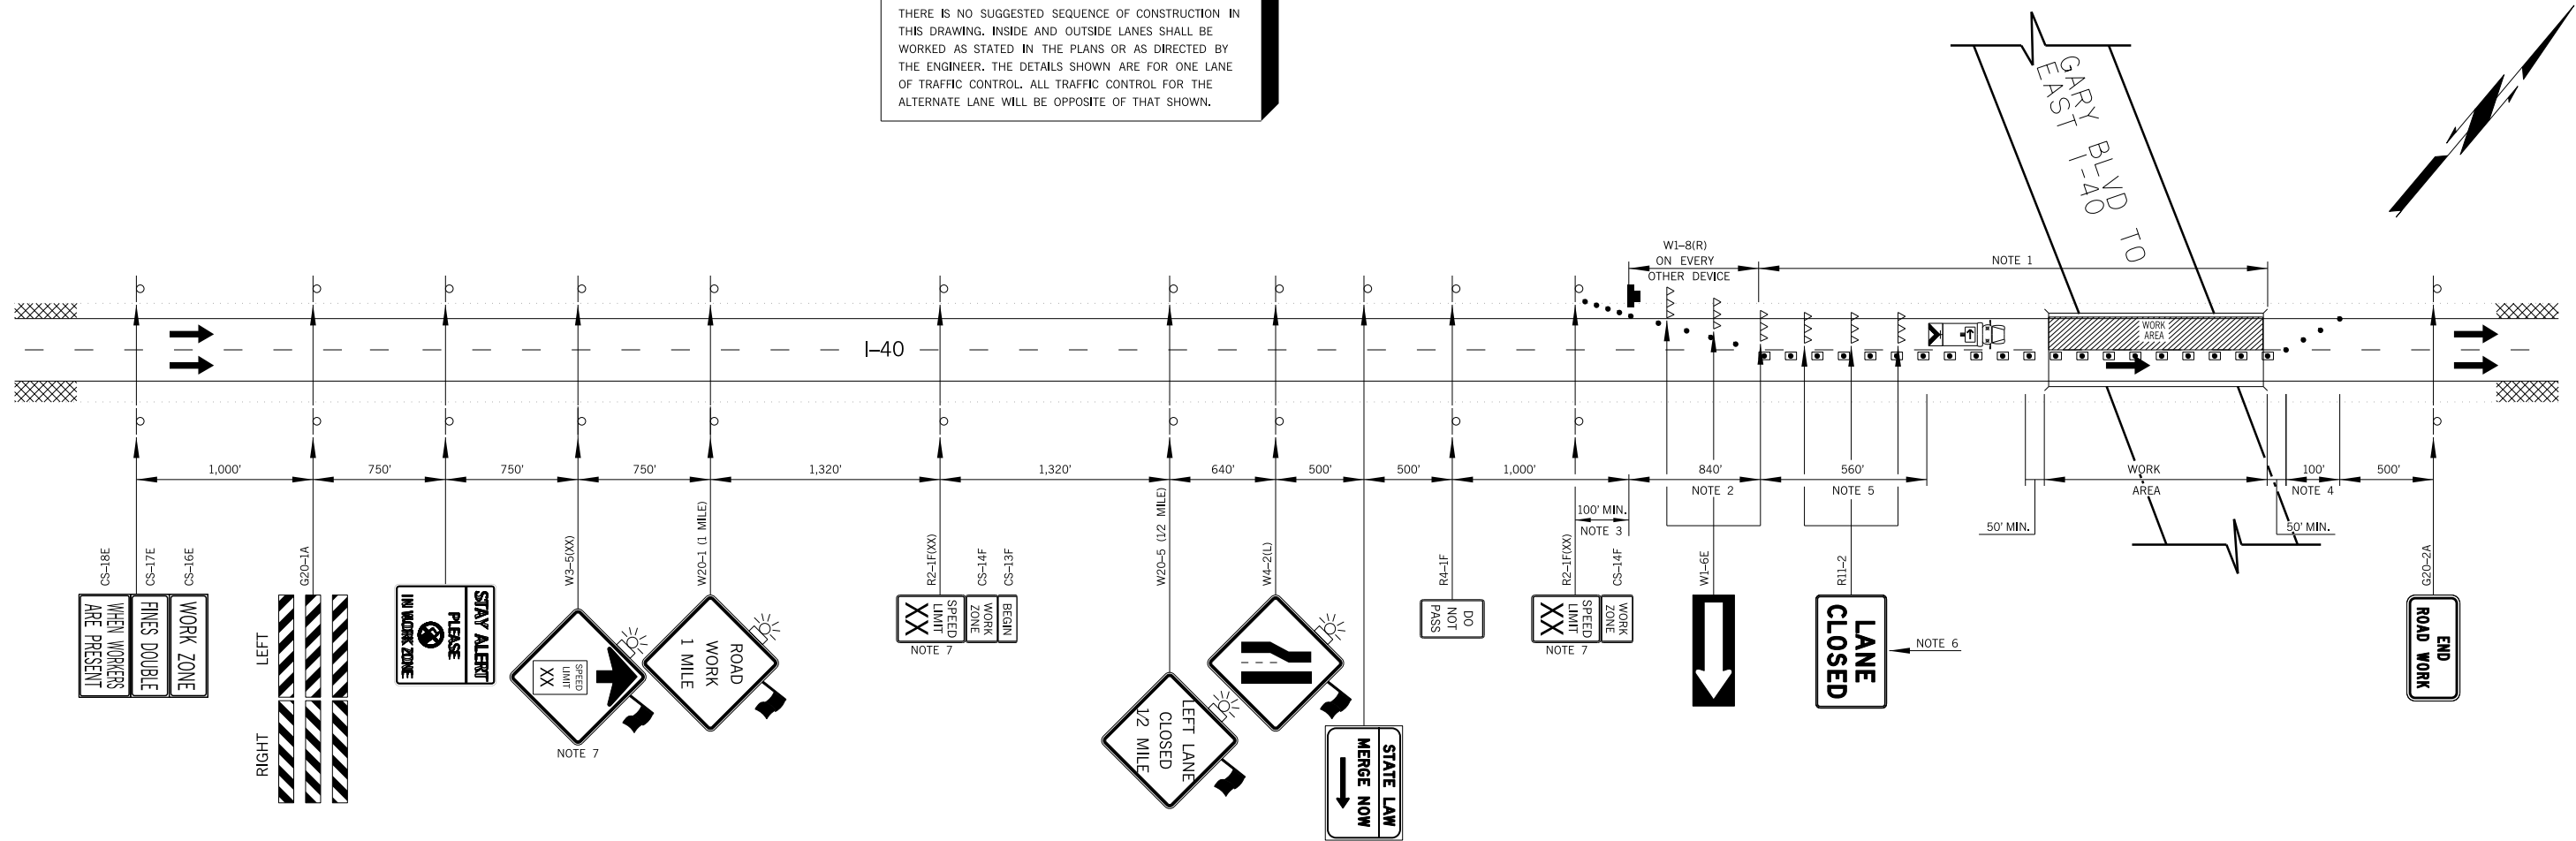 THERE IS NO SUGGESTED SEQUENCE OF CONSTRUCTION IN
THIS DRAWING. INSIDE AND OUTSIDE LANES SHALL BE
WORKED AS STATED IN THE PLANS OR AS DIRECTED BY
THE ENGINEER. THE DETAILS SHOWN ARE FOR ONE LANE
OF TRAFFIC CONTROL. ALL TRAFFIC CONTROL FOR THE
ALTERNATE LANE WILL BE OPPOSITE OF THAT SHOWN.
GARY BLVD TO
EAST I-40
W1-8(R)
ON EVERY
OTHER DEVICE
NOTE 1
I-40
WORK
AREA
1,000'
750'
750'
750'
1,320'
1,320'
640'
500'
500'
1,000'
840'
NOTE 2
560'
NOTE 5
WORK
AREA
100'
NOTE 4
500'
100' MIN.
NOTE 3
50' MIN.
50' MIN.
CS-18E
CS-17E
CS-16E
WORK ZONE
FINES DOUBLE
WHEN WORKERS
ARE PRESENT
G20-1A
LEFT
RIGHT
STAY ALERT
PLEASE
IN WORK ZONE
W3-5(XX)
SPEED
LIMIT
XX
NOTE 7
W20-1 (1 MILE)
ROAD
WORK
1 MILE
R2-1F(XX)
CS-14F
CS-13F
BEGIN
WORK
ZONE
SPEED
LIMIT
XX
NOTE 7
W20-5 (1/2 MILE)
LEFT LANE
CLOSED
1/2 MILE
W4-2(L)
STATE LAW
MERGE NOW
R4-1F
DO
NOT
PASS
R2-1F(XX)
CS-14F
WORK
ZONE
SPEED
LIMIT
XX
NOTE 7
W1-6E
R11-2
LANE
CLOSED
NOTE 6
G20-2A
END
ROAD WORK